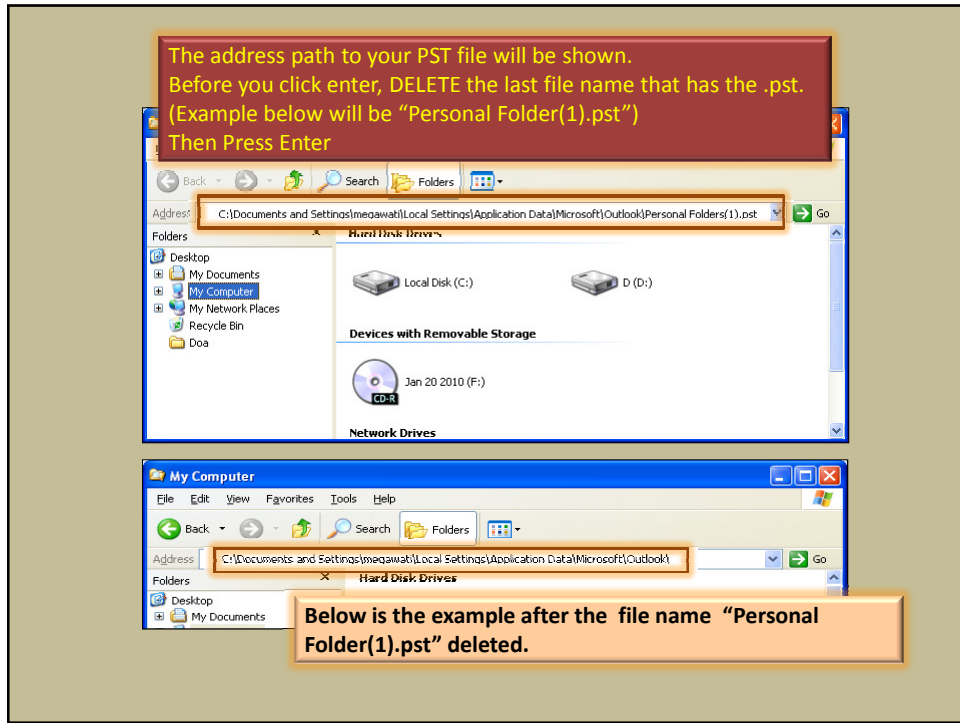 The address path to your PST file will be shown.
Before you click enter, DELETE the last file name that has the .pst.
(Example below will be “Personal Folder(1).pst”)
Then Press Enter
Back Search Folders
Addres: C:\Documents and Settings\megawati\Local Settings\Application Data\Microsoft\Outlook\Personal Folders(1).pst Go
Folders x Hard Disk Drives
Desktop
My Documents
Local Disk (C:) D (D:)
My Computer
My Network Places
Recycle Bin
Doa
Devices with Removable Storage
Jan 20 2010 (F:)
CD-R
Network Drives
My Computer
File Edit View Favorites Tools Help
Back Search Folders
Address C:\Documents and Settings\megawati\Local Settings\Application Data\Microsoft\Outlook\ Go
Folders x Hard Disk Drives
Desktop
My Documents
Below is the example after the file name “Personal
Folder(1).pst” deleted.